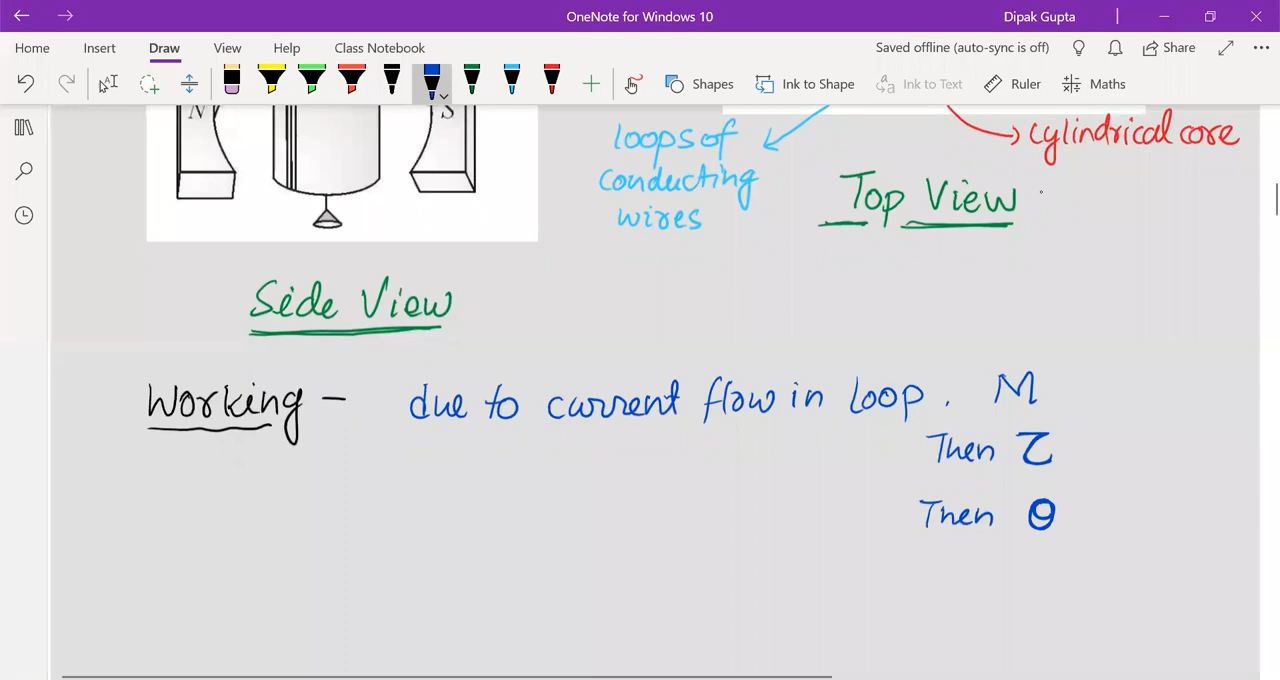 OneNote for Windows 10
Dipak Gupta
Home Insert Draw View Help Class Notebook
Saved offline (auto-sync is off)
Share
Shapes Ink to Shape Ink to Text Ruler Maths
N S
loops of
conducting
wires
cylindrical core
Top View
Side View
Working - due to current flow in loop. M
Then τ
Then θ